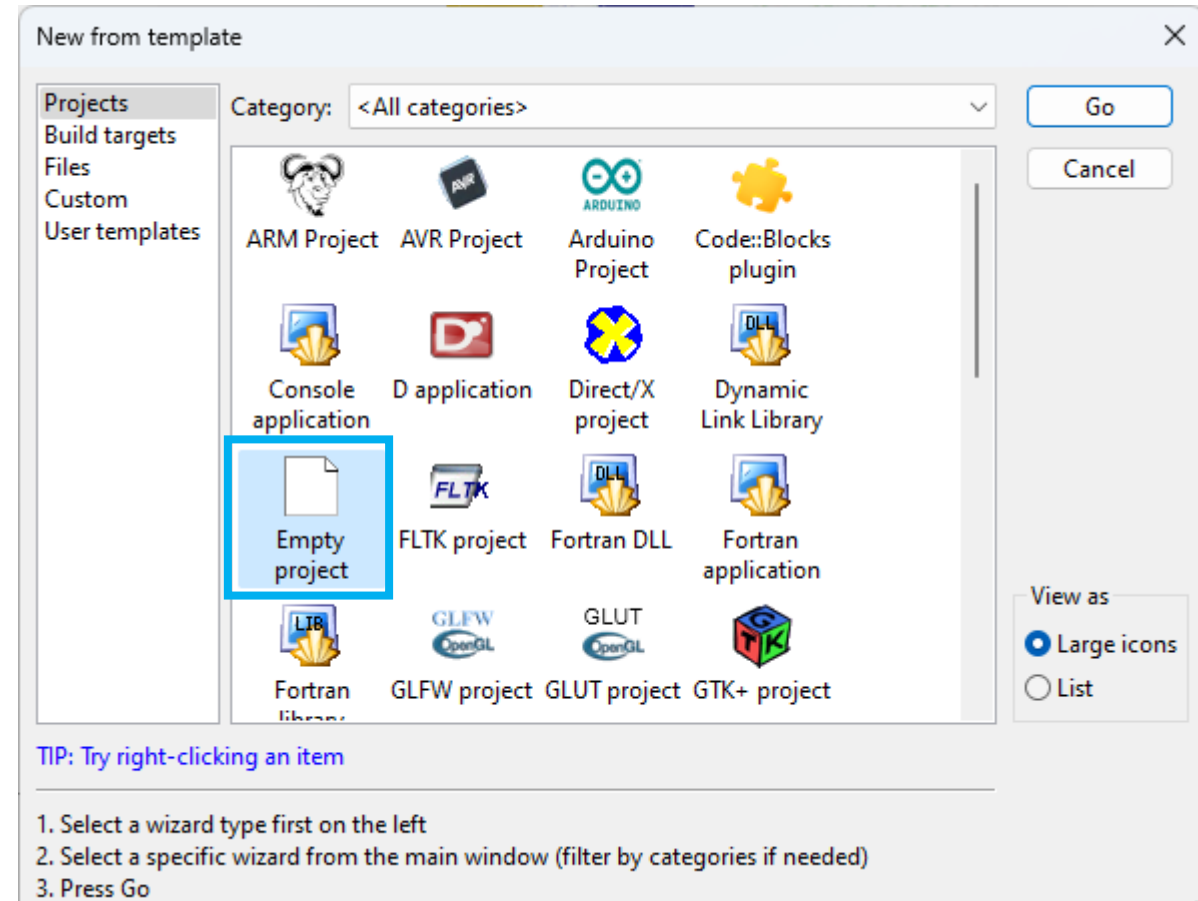 New from template
Projects
Build targets
Files
Custom
User templates
Category: <All categories>
Go
Cancel
AVR
ARDUINO
ARM Project AVR Project Arduino Project Code::Blocks plugin
D
DLL
Console application D application Direct/X project Dynamic Link Library
FLTK
DLL
Empty project FLTK project Fortran DLL Fortran application
LIB
GLFW
OpenGL
GLUT
OpenGL
GTK
Fortran library GLFW project GLUT project GTK+ project
View as
Large icons
List
TIP: Try right-clicking an item
1. Select a wizard type first on the left
2. Select a specific wizard from the main window (filter by categories if needed)
3. Press Go